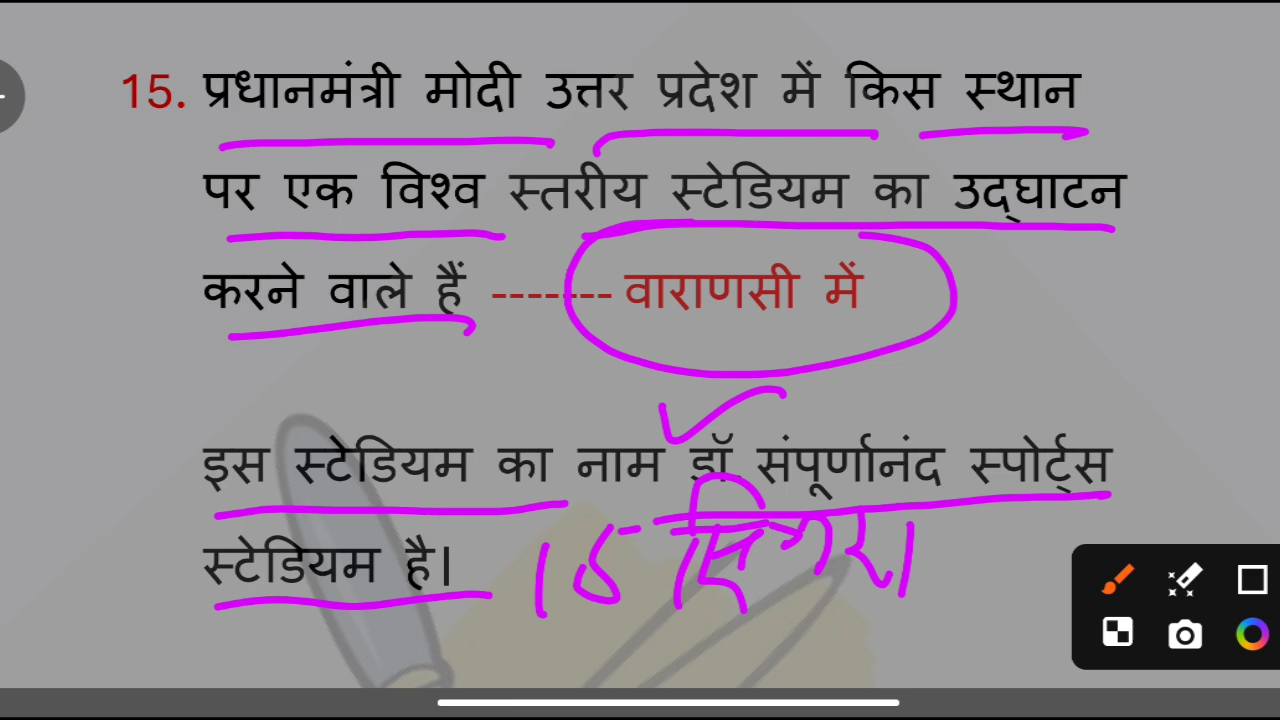 15. प्रधानमंत्री मोदी उत्तर प्रदेश में किस स्थान
पर एक विश्व स्तरीय स्टेडियम का उद्घाटन
करने वाले हैं ------- वाराणसी में
इस स्टेडियम का नाम डॉ. संपूर्णानंद स्पोर्ट्स
स्टेडियम है।